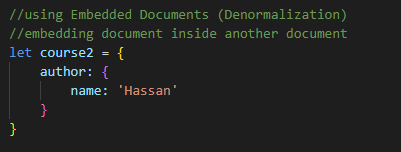 //using Embedded Documents (Denormalization)
//embedding document inside another document
let course2 = {
    author: {
        name: 'Hassan'
    }
}